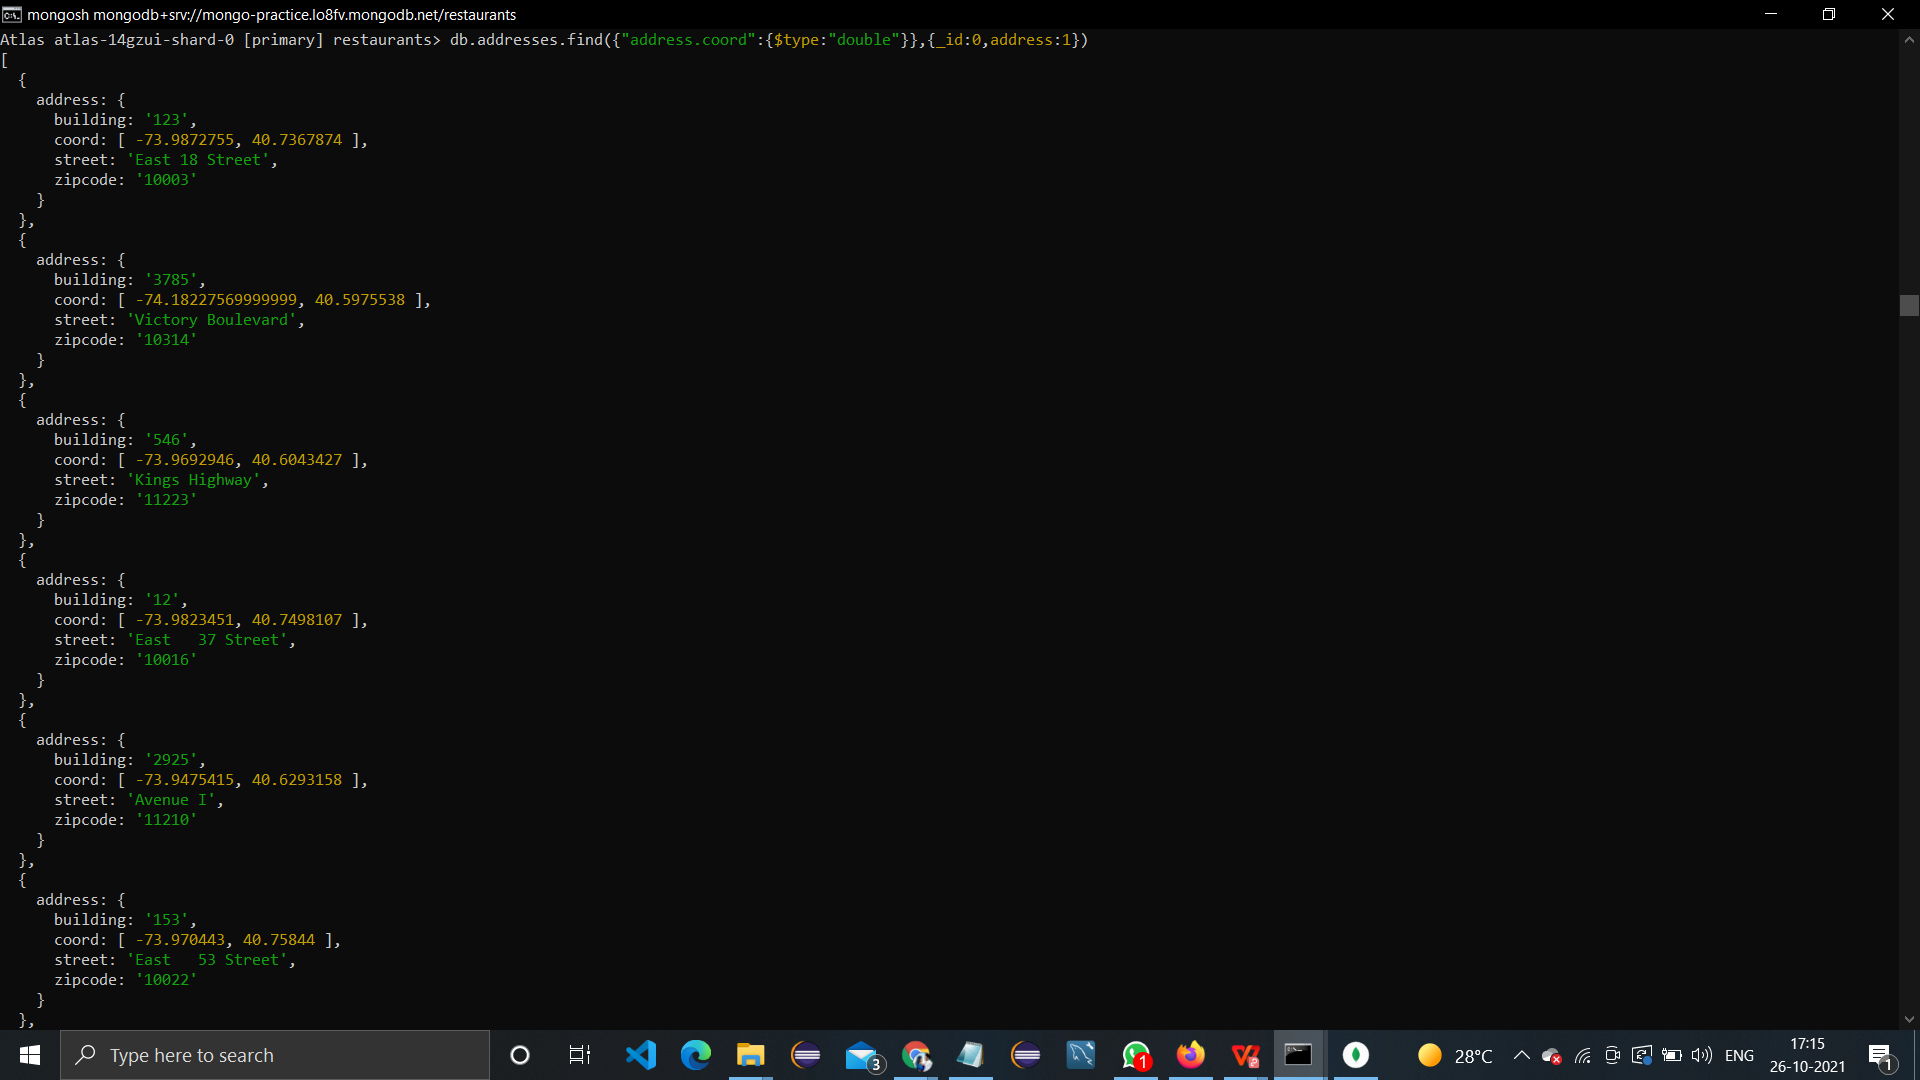 mongosh mongodb+srv://mongo-practice.lo8fv.mongodb.net/restaurants
Atlas atlas-14gzui-shard-0 [primary] restaurants> db.addresses.find({"address.coord":{$type:"double"}},{_id:0,address:1})
[
  {
    address: {
      building: '123',
      coord: [ -73.9872755, 40.7367874 ],
      street: 'East 18 Street',
      zipcode: '10003'
    }
  },
  {
    address: {
      building: '3785',
      coord: [ -74.18227569999999, 40.5975538 ],
      street: 'Victory Boulevard',
      zipcode: '10314'
    }
  },
  {
    address: {
      building: '546',
      coord: [ -73.9692946, 40.6043427 ],
      street: 'Kings Highway',
      zipcode: '11223'
    }
  },
  {
    address: {
      building: '12',
      coord: [ -73.9823451, 40.7498107 ],
      street: 'East   37 Street',
      zipcode: '10016'
    }
  },
  {
    address: {
      building: '2925',
      coord: [ -73.9475415, 40.6293158 ],
      street: 'Avenue I',
      zipcode: '11210'
    }
  },
  {
    address: {
      building: '153',
      coord: [ -73.970443, 40.75844 ],
      street: 'East   53 Street',
      zipcode: '10022'
    }
  },
Type here to search
3
1
28°C
ENG
17:15
26-10-2021
1